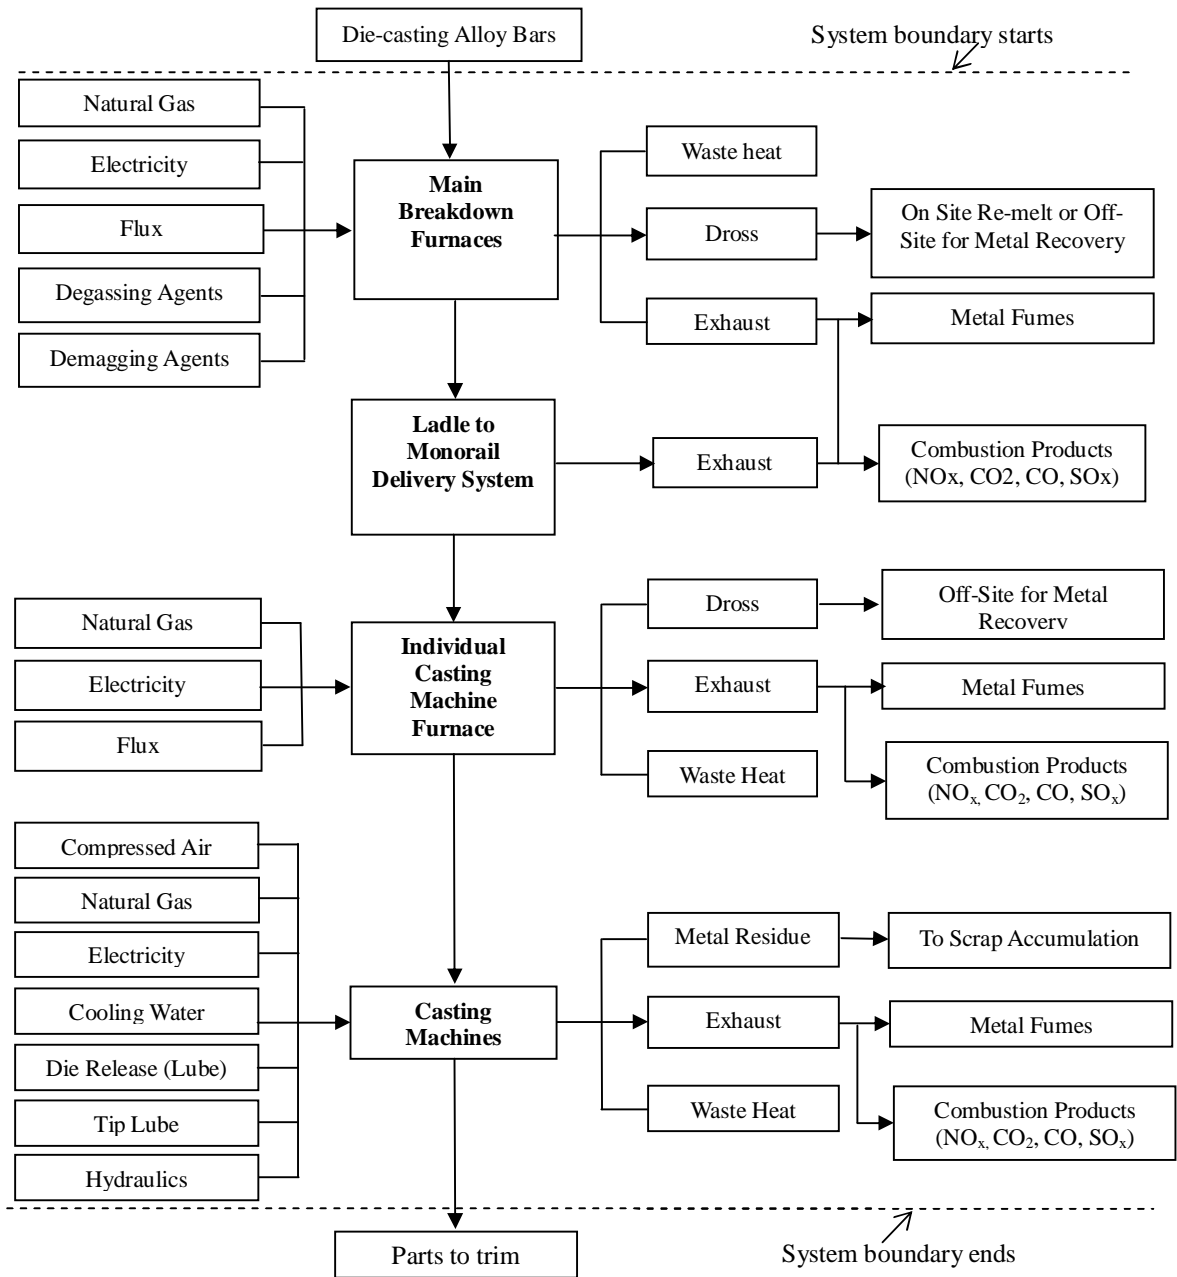 Die-casting Alloy Bars
System boundary starts
Natural Gas
Electricity
Flux
Degassing Agents
Demagging Agents
Main
Breakdown
Furnaces
Waste heat
Dross
On Site Re-melt or Off-
Site for Metal Recovery
Exhaust
Metal Fumes
Ladle to
Monorail
Delivery System
Exhaust
Combustion Products
(NOx, CO2, CO, SOx)
Natural Gas
Electricity
Flux
Individual
Casting
Machine
Furnace
Dross
Off-Site for Metal
Recovery
Exhaust
Metal Fumes
Waste Heat
Combustion Products
(NOx, CO2, CO, SOx)
Compressed Air
Natural Gas
Electricity
Cooling Water
Die Release (Lube)
Tip Lube
Hydraulics
Casting
Machines
Metal Residue
To Scrap Accumulation
Exhaust
Metal Fumes
Waste Heat
Combustion Products
(NOx, CO2, CO, SOx)
Parts to trim
System boundary ends